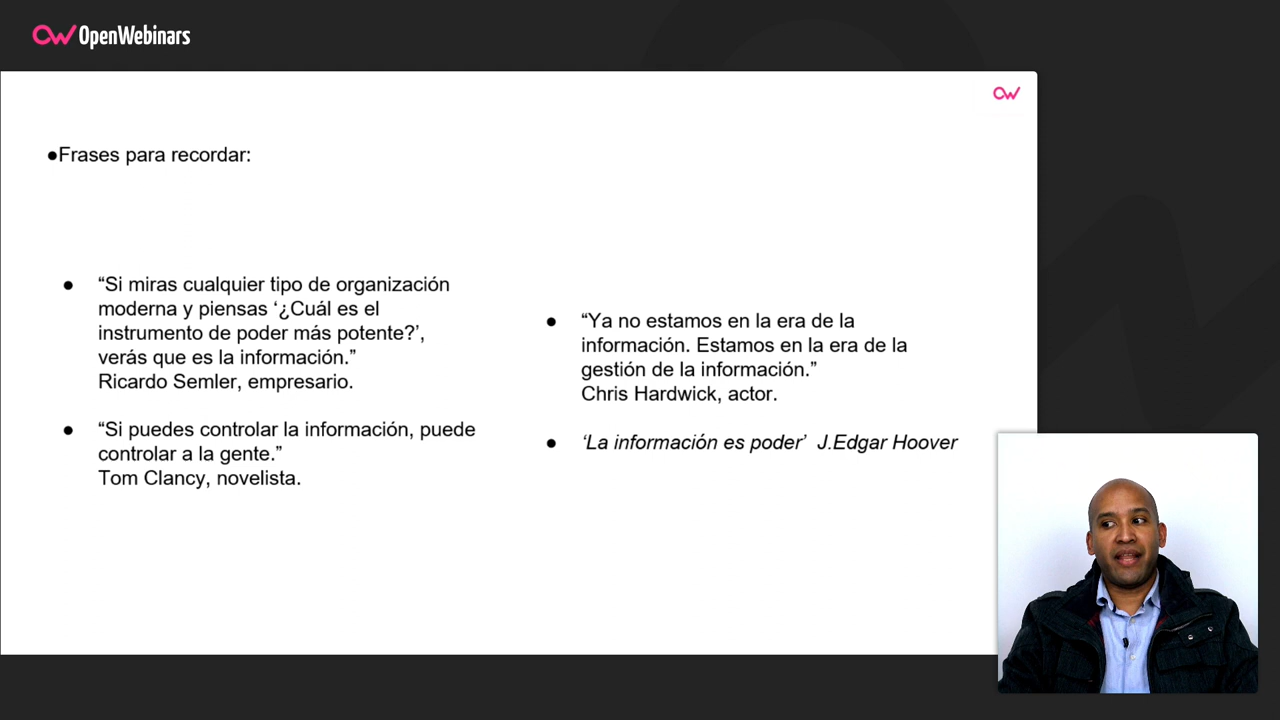 OpenWebinars
●Frases para recordar:
● “Si miras cualquier tipo de organización
moderna y piensas ‘¿Cuál es el
instrumento de poder más potente?’,
verás que es la información.”
Ricardo Semler, empresario.
● “Si puedes controlar la información, puede
controlar a la gente.”
Tom Clancy, novelista.
● “Ya no estamos en la era de la
información. Estamos en la era de la
gestión de la información.”
Chris Hardwick, actor.
● ‘La información es poder’ J.Edgar Hoover